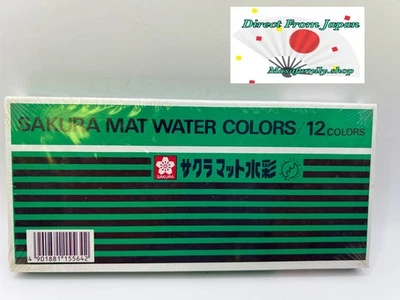 Direct From Japan
SAKURA MAT WATER COLORS / 12 COLORS
SAKURA
サクラマット水彩
4 901881 155642